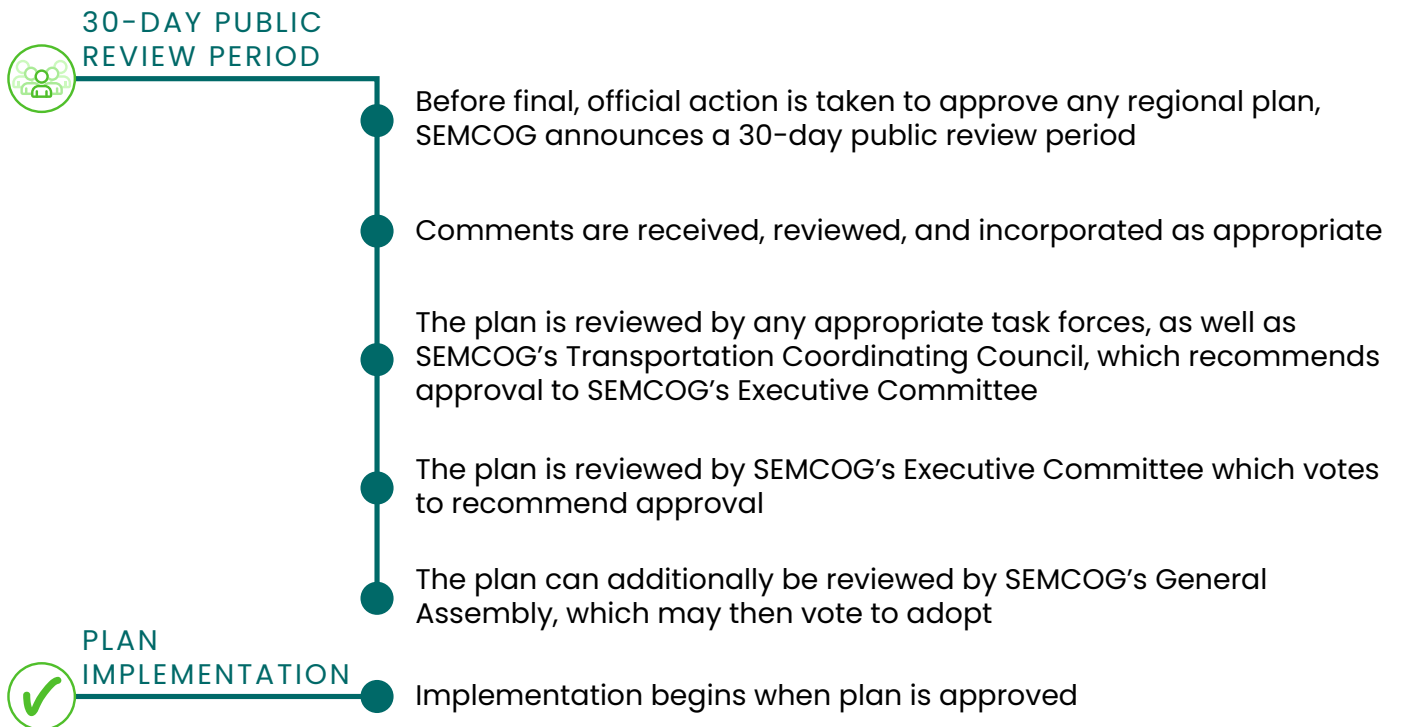 30-DAY PUBLIC
REVIEW PERIOD
Before final, official action is taken to approve any regional plan,
SEMCOG announces a 30-day public review period
Comments are received, reviewed, and incorporated as appropriate
The plan is reviewed by any appropriate task forces, as well as
SEMCOG’s Transportation Coordinating Council, which recommends
approval to SEMCOG’s Executive Committee
The plan is reviewed by SEMCOG’s Executive Committee which votes
to recommend approval
The plan can additionally be reviewed by SEMCOG’s General
Assembly, which may then vote to adopt
PLAN
IMPLEMENTATION
Implementation begins when plan is approved